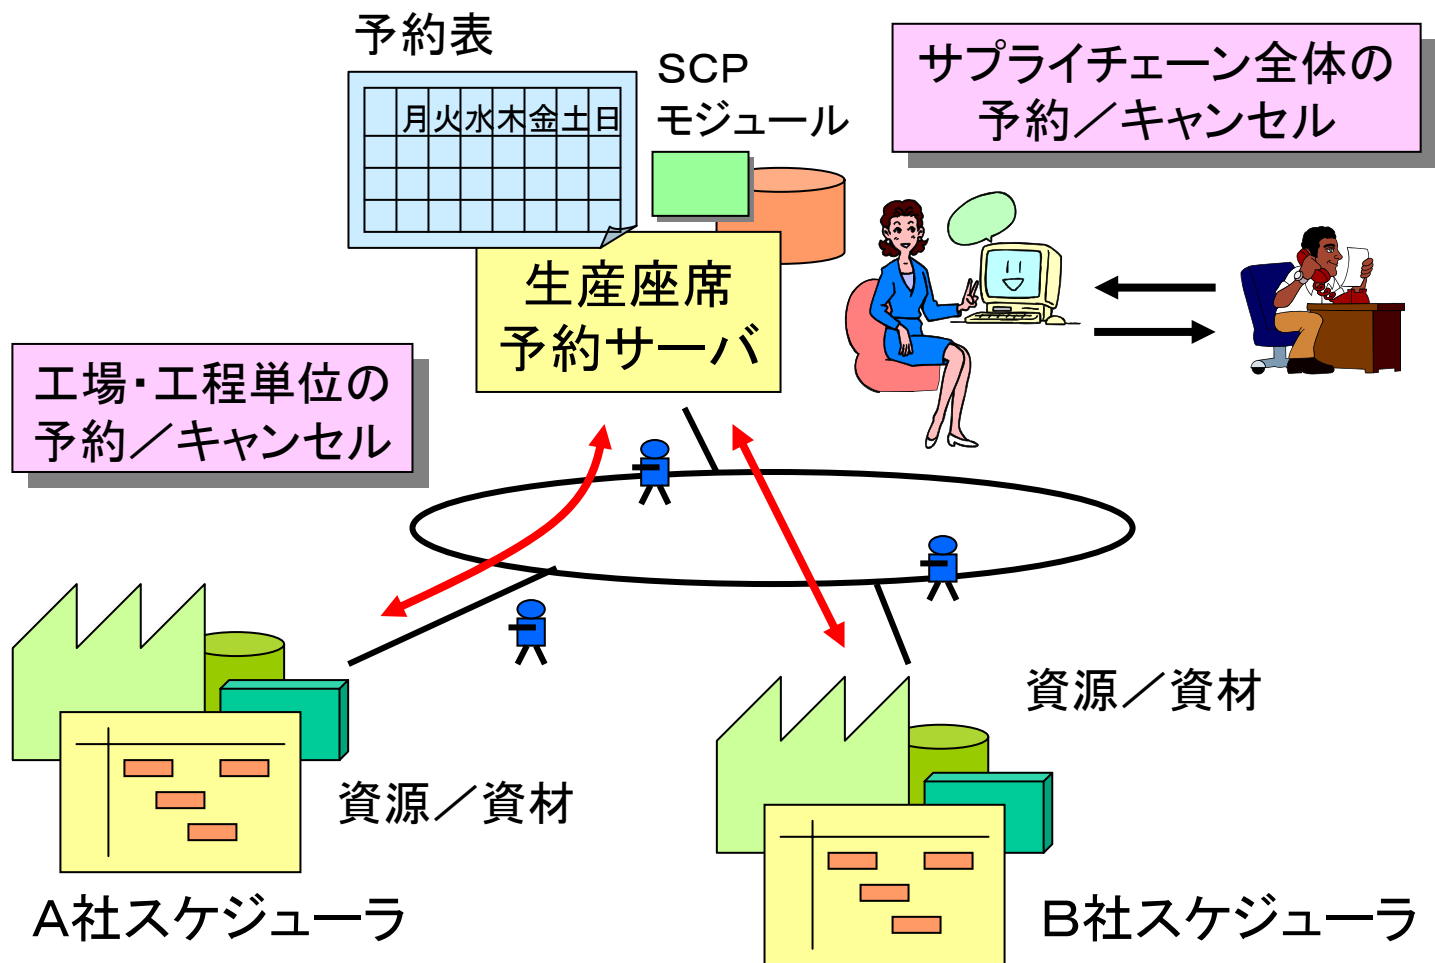 予約表
月火水木金土日
SCP
モジュール
サプライチェーン全体の
予約／キャンセル
生産座席
予約サーバ
工場・工程単位の
予約／キャンセル
資源／資材
資源／資材
A社スケジューラ
B社スケジューラ